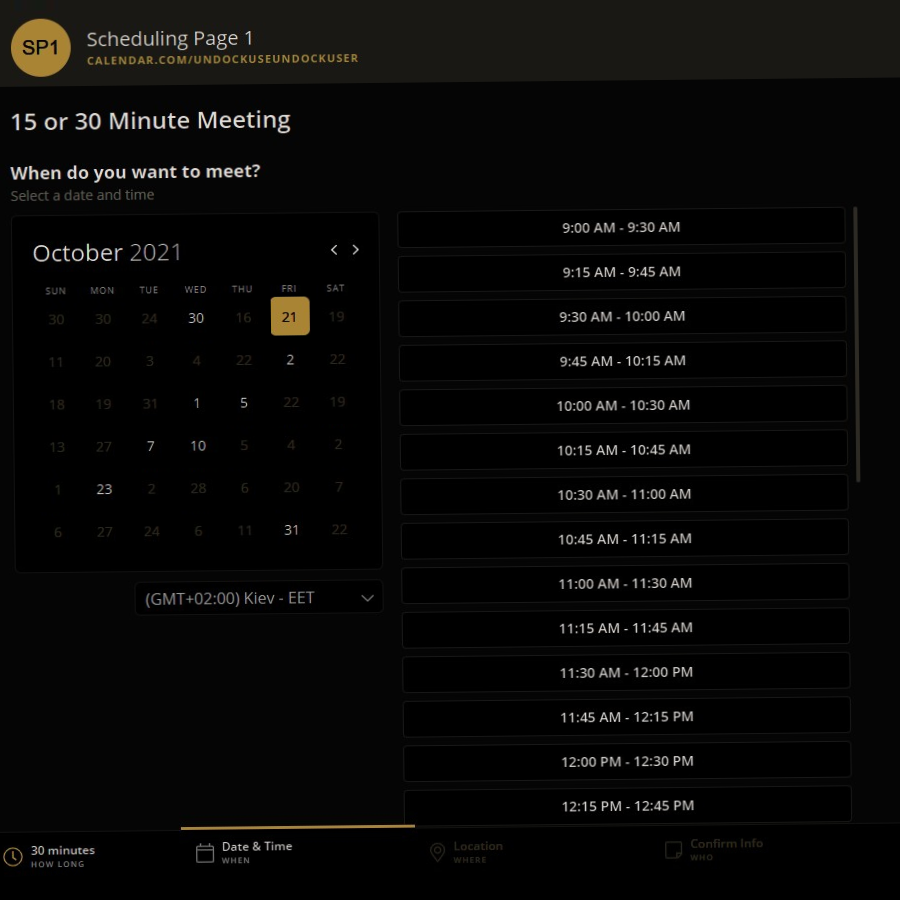 SP1
Scheduling Page 1
CALENDAR.COM/UNDOCKUSEUNDOCKUSER
15 or 30 Minute Meeting
When do you want to meet?
Select a date and time
October 2021
SUN MON TUE WED THU FRI SAT
30 30 24 30 16 21 19
11 20 3 4 22 2 22
18 19 31 1 5 22 19
13 27 7 10 5 4 2
1 23 2 28 6 20 7
6 27 24 6 11 31 22
(GMT+02:00) Kiev - EET
9:00 AM - 9:30 AM
9:15 AM - 9:45 AM
9:30 AM - 10:00 AM
9:45 AM - 10:15 AM
10:00 AM - 10:30 AM
10:15 AM - 10:45 AM
10:30 AM - 11:00 AM
10:45 AM - 11:15 AM
11:00 AM - 11:30 AM
11:15 AM - 11:45 AM
11:30 AM - 12:00 PM
11:45 AM - 12:15 PM
12:00 PM - 12:30 PM
12:15 PM - 12:45 PM
30 minutes
HOW LONG
Date & Time
WHEN
Location
WHERE
Confirm Info
WHO